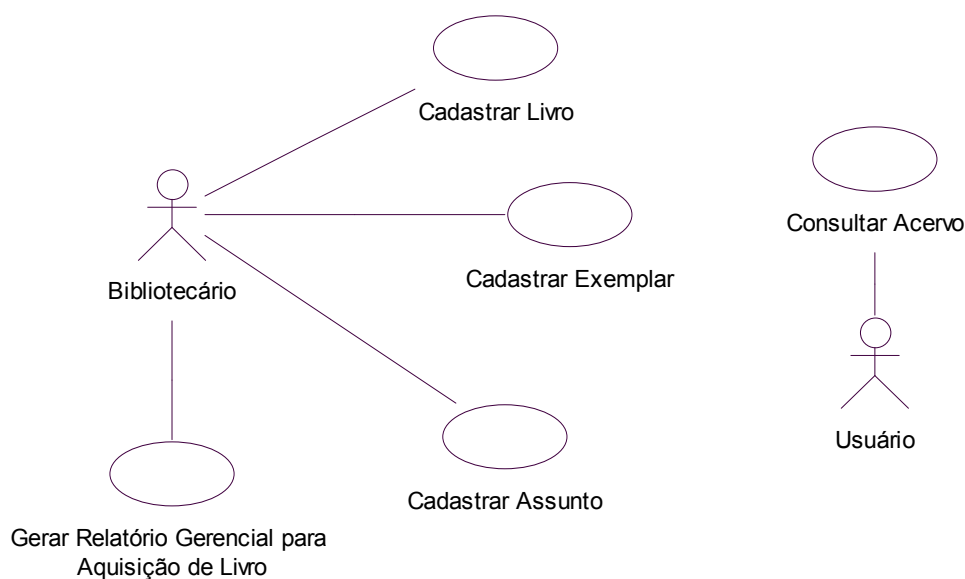 Cadastrar Livro
Consultar Acervo
Cadastrar Exemplar
Bibliotecário
Usuário
Cadastrar Assunto
Gerar Relatório Gerencial para
Aquisição de Livro